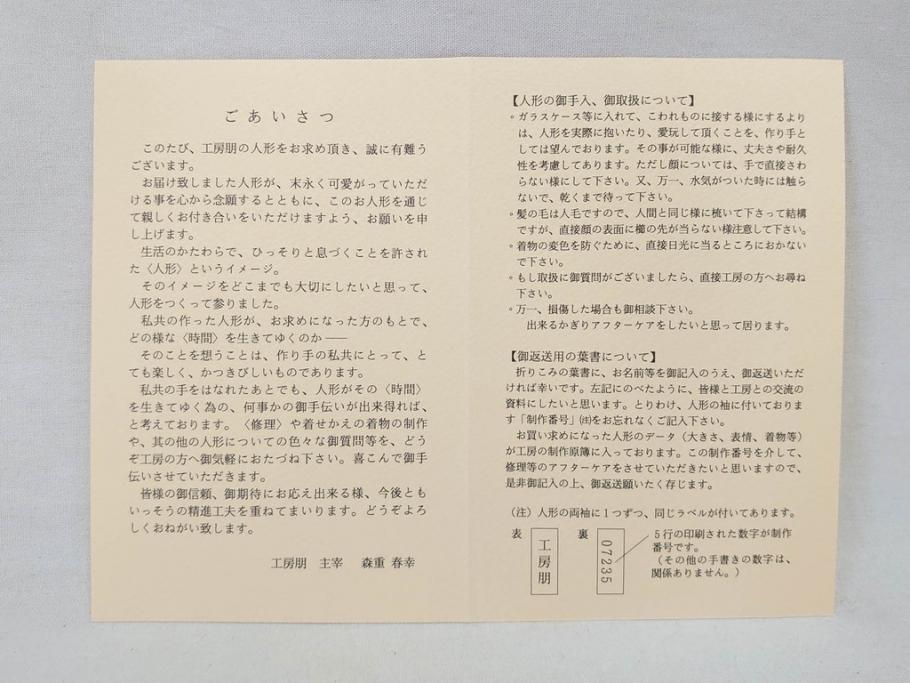 ごあいさつ
このたび、工房朋の人形をお求め頂き、誠に有難う
ございます。
お届け致しました人形が、末永く可愛がっていただ
ける事を心から念願するとともに、このお人形を通じ
て親しくお付き合いをいただけますよう、お願いを申
し上げます。
生活のかたわらで、ひっそりと息づくことを許され
た〈人形〉というイメージ。
そのイメージをどこまでも大切にしたいと思って、
人形をつくって参りました。
私共の作った人形が、お求めになった方のもとで、
どの様な〈時間〉を生きてゆくのか ――
そのことを想うことは、作り手の私共にとって、と
ても楽しく、かつきびしいものであります。
私共の手をはなれたあとでも、人形がその〈時間〉
を生きてゆく為の、何事かの御手伝いが出来得れば、
と考えております。〈修理〉や着せかえの着物の制作
や、其の他の人形についての色々な御質問等を、どう
ぞ工房の方へ御気軽におたづね下さい。喜こんで御手
伝いさせていただきます。
皆様の御信頼、御期待にお応え出来る様、今後とも
いっそうの精進工夫を重ねてまいります。どうぞよろ
しくおねがい致します。
工房朋 主宰 森重 春幸
【人形の御手入、御取扱について】
◦ガラスケース等に入れて、こわれものに接する様にするより
は、人形を実際に抱いたり、愛玩して頂くことを、作り手と
しては望んでおります。その事が可能な様に、丈夫さや耐久
性を考慮してあります。ただし顔については、手で直接さわ
らない様にして下さい。又、万一、水気がついた時には触ら
ないで、乾くまで待って下さい。
◦髪の毛は人毛ですので、人間と同じ様に梳いて下さって結構
ですが、直接顔の表面に櫛の先が当らない様注意して下さい。
◦着物の変色を防ぐために、直接日光に当るところにおかない
で下さい。
◦もし取扱に御質問がございましたら、直接工房の方へお尋ね
下さい。
◦万一、損傷した場合も御相談下さい。
出来るかぎりアフターケアをしたいと思って居ります。
【御返送用の葉書について】
折りこみの葉書に、お名前等を御記入のうえ、御返送いただ
ければ幸いです。左記にのべたように、皆様と工房との交流の
資料にしたいと思います。とりわけ、人形の袖に付いておりま
す「制作番号」㊟をお忘れなくご記入下さい。
お買い求めになった人形のデータ（大きさ、表情、着物等）
が工房の制作原簿に入っております。この制作番号を介して、
修理等のアフターケアをさせていただきたいと思いますので、
是非御記入の上、御返送願いたく存じます。
（注）人形の両袖に１つずつ、同じラベルが付いてあります。
表 工房朋 裏 07235
5行の印刷された数字が制作
番号です。
（その他の手書きの数字は、
関係ありません。）